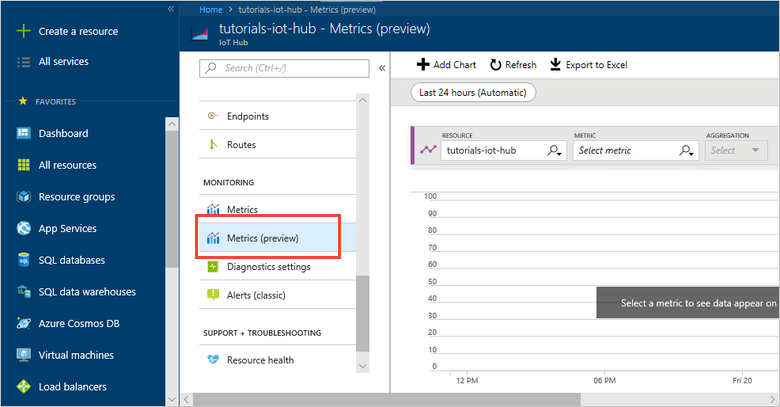 Create a resource
All services
FAVORITES
Dashboard
All resources
Resource groups
App Services
SQL databases
SQL data warehouses
Azure Cosmos DB
Virtual machines
Load balancers
Home > tutorials-iot-hub - Metrics (preview)
tutorials-iot-hub - Metrics (preview)
IoT Hub
Search (Ctrl+/)
Endpoints
Routes
MONITORING
Metrics
Metrics (preview)
Diagnostics settings
Alerts (classic)
SUPPORT + TROUBLESHOOTING
Resource health
Add Chart Refresh Export to Excel
Last 24 hours (Automatic)
RESOURCE METRIC AGGREGATION
tutorials-iot-hub Select metric Select
100
90
80
70
60
50
40
30
20
10
0
Select a metric to see data appear on
12 PM 06 PM Fri 20